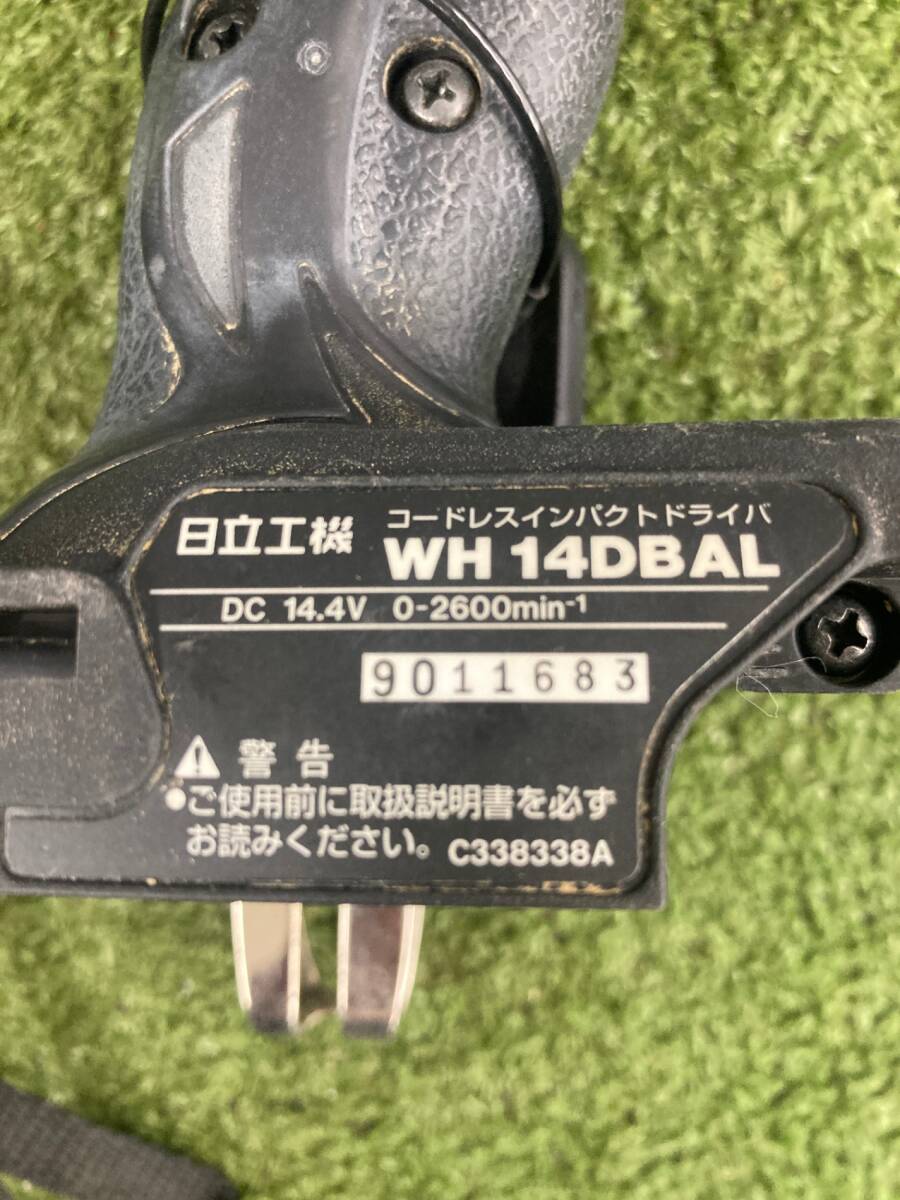 日立工機 コードレスインパクトドライバ
WH 14DBAL
DC 14.4V 0-2600min-1
9011683
警告
●ご使用前に取扱説明書を必ず
お読みください。 C338338A